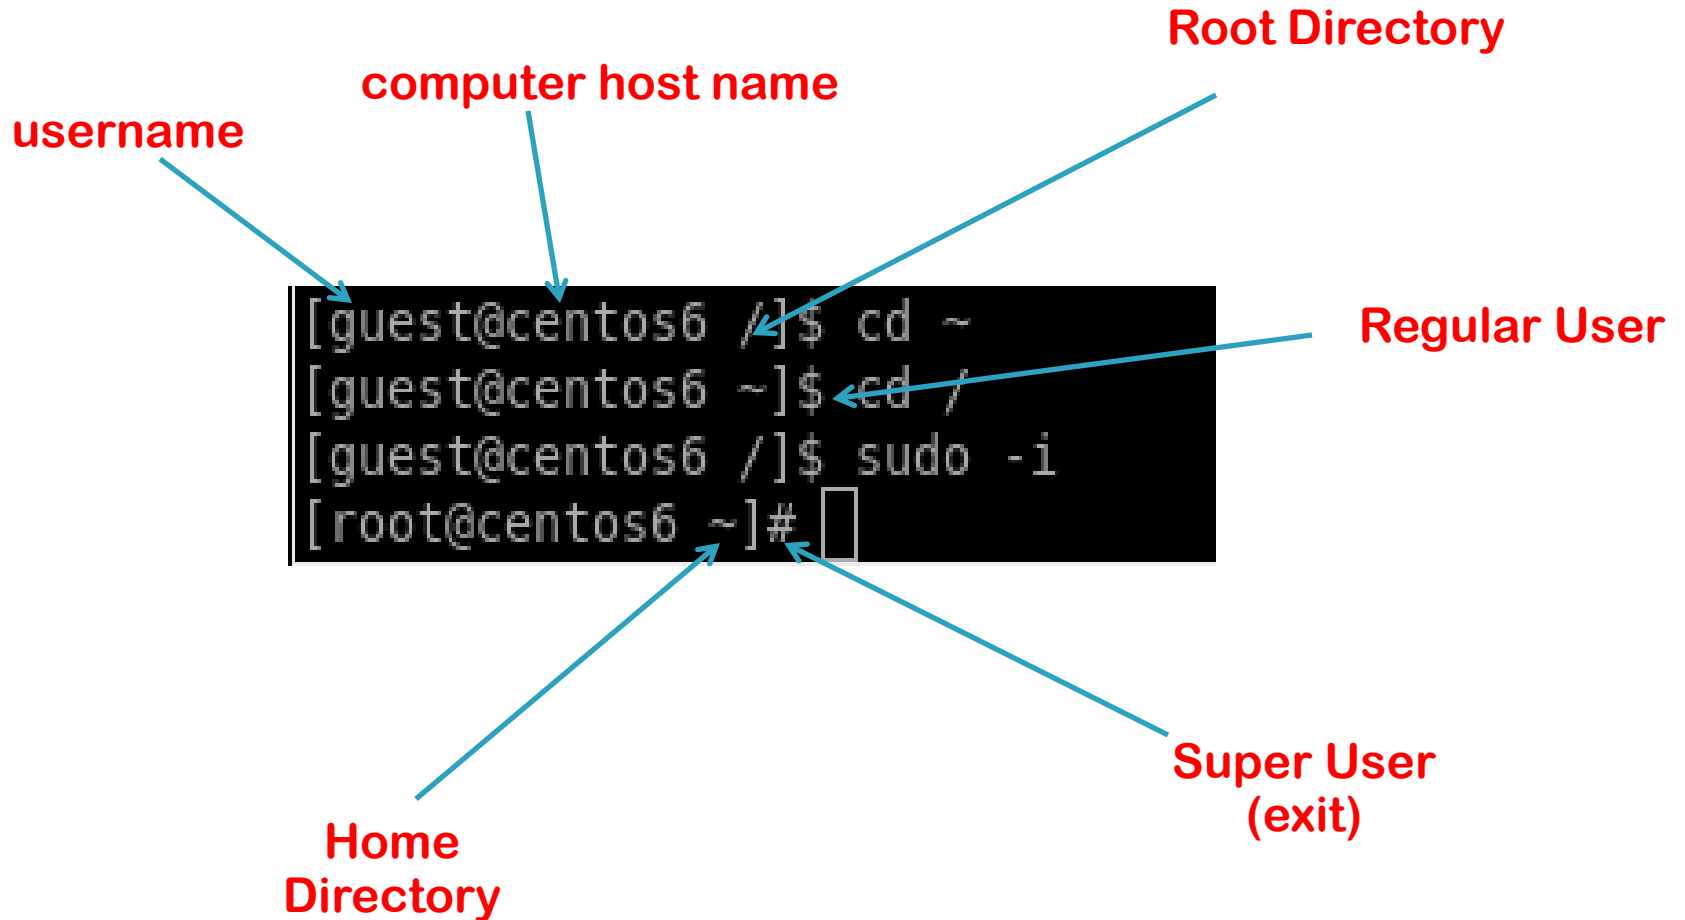 Root Directory
computer host name
username
[guest@centos6 /]$ cd ~
[guest@centos6 ~]$ cd /
[guest@centos6 /]$ sudo -i
[root@centos6 ~]#
Regular User
Super User
(exit)
Home
Directory